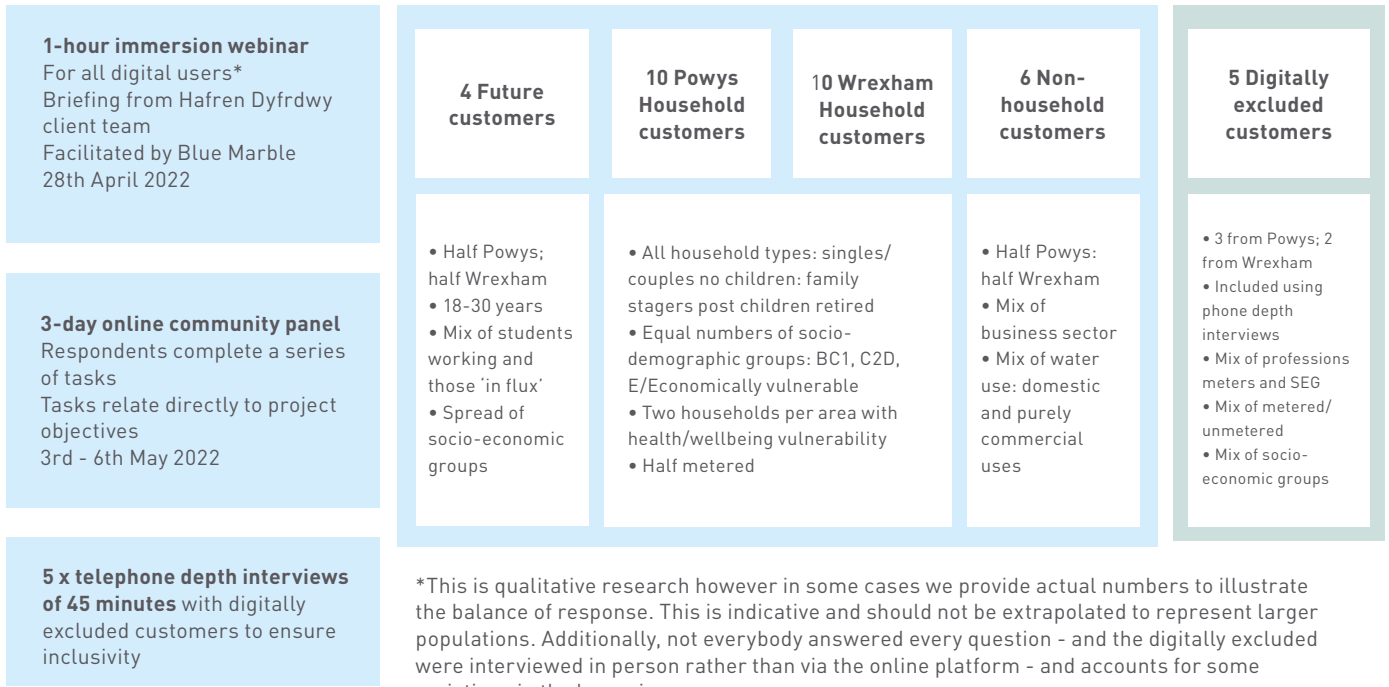 1-hour immersion webinar
For all digital users*
Briefing from Hafren Dyfrdwy
client team
Facilitated by Blue Marble
28th April 2022
3-day online community panel
Respondents complete a series
of tasks
Tasks relate directly to project
objectives
3rd - 6th May 2022
5 x telephone depth interviews
of 45 minutes with digitally
excluded customers to ensure
inclusivity
4 Future
customers
10 Powys
Household
customers
10 Wrexham
Household
customers
6 Non-
household
customers
5 Digitally
excluded
customers
• Half Powys;
half Wrexham
• 18-30 years
• Mix of students
working and
those ‘in flux’
• Spread of
socio-economic
groups
• All household types: singles/
couples no children: family
stagers post children retired
• Equal numbers of socio-
demographic groups: BC1, C2D,
E/Economically vulnerable
• Two households per area with
health/wellbeing vulnerability
• Half metered
• Half Powys:
half Wrexham
• Mix of
business sector
• Mix of water
use: domestic
and purely
commercial
uses
• 3 from Powys; 2
from Wrexham
• Included using
phone depth
interviews
• Mix of professions
meters and SEG
• Mix of metered/
unmetered
• Mix of socio-
economic groups
*This is qualitative research however in some cases we provide actual numbers to illustrate
the balance of response. This is indicative and should not be extrapolated to represent larger
populations. Additionally, not everybody answered every question - and the digitally excluded
were interviewed in person rather than via the online platform - and accounts for some